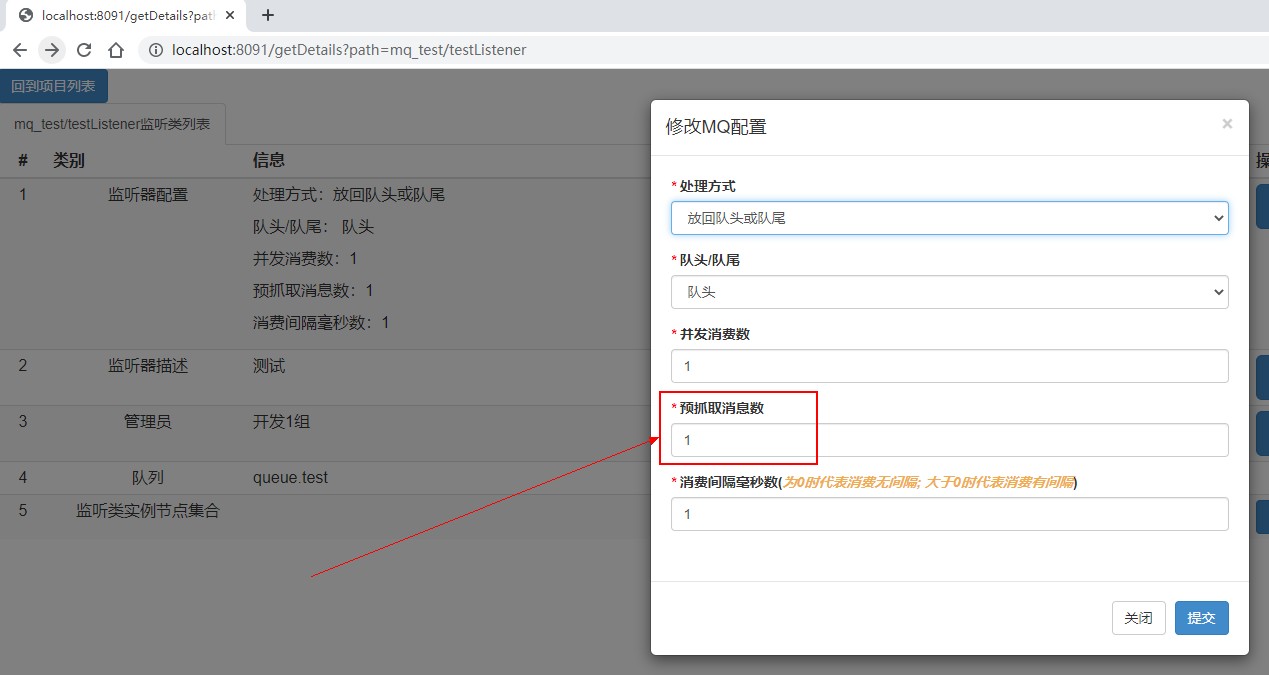 localhost:8091/getDetails?pat
localhost:8091/getDetails?path=mq_test/testListener
回到项目列表
mq_test/testListener监听类列表
# 类别 信息
1 监听器配置 处理方式：放回队头或队尾
队头/队尾： 队头
并发消费数：1
预抓取消息数：1
消费间隔毫秒数：1
2 监听器描述 测试
3 管理员 开发1组
4 队列 queue.test
5 监听类实例节点集合
修改MQ配置
×
*处理方式
放回队头或队尾
*队头/队尾
队头
*并发消费数
1
*预抓取消息数
1
*消费间隔毫秒数(为0时代表消费无间隔; 大于0时代表消费有间隔)
1
关闭 提交